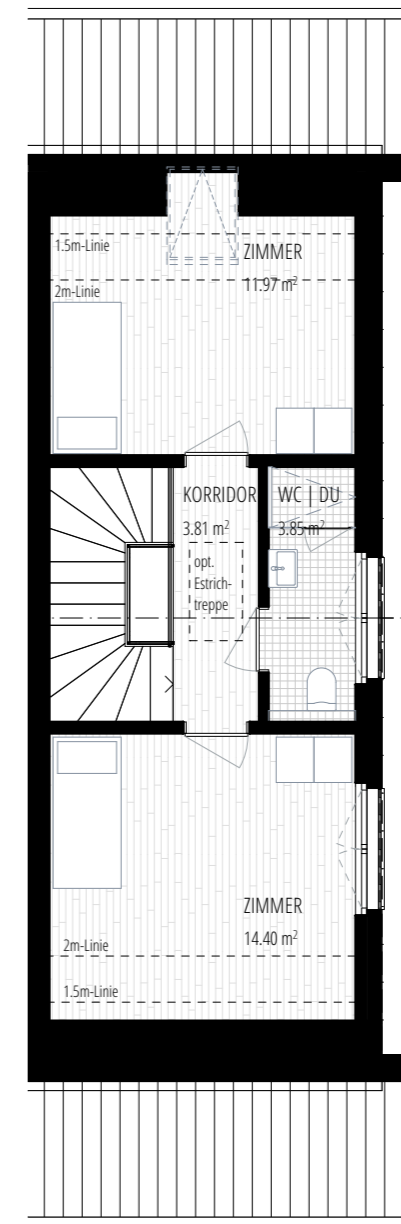 1.5m-Linie
ZIMMER
11.97 m²
2m-Linie
KORRIDOR
3.81 m²
WC | DU
3.85 m²
opt.
Estrich-
treppe
ZIMMER
14.40 m²
2m-Linie
1.5m-Linie